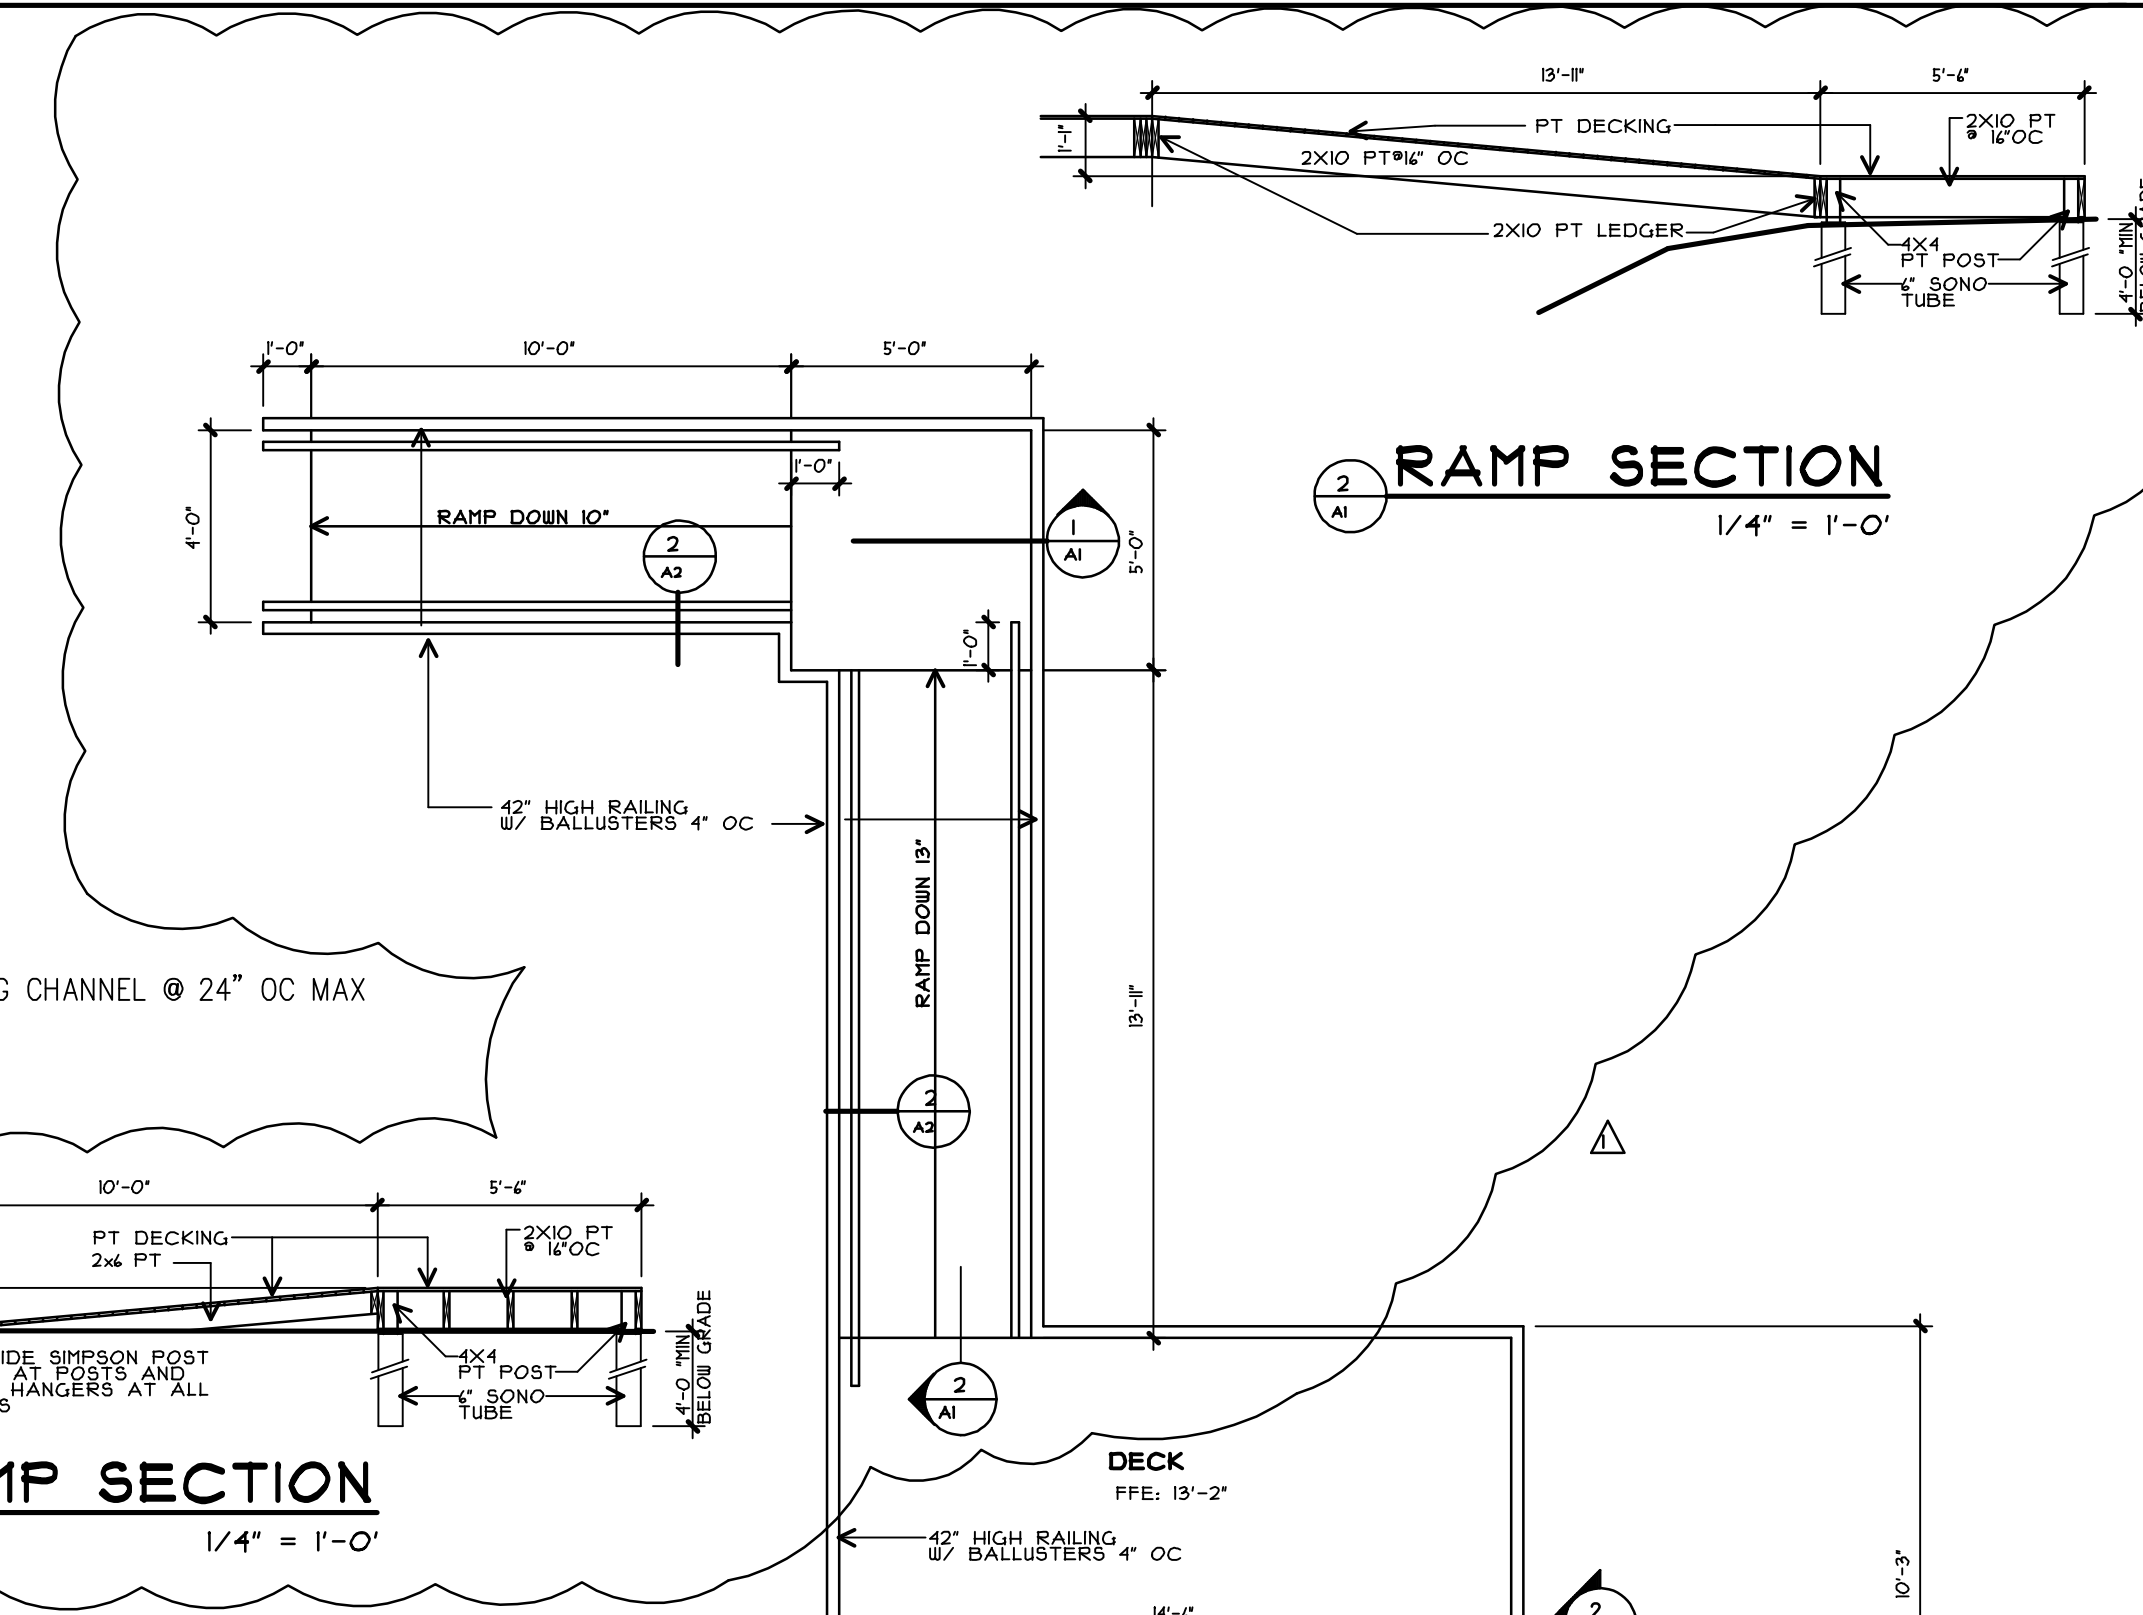 13'-11"
5'-6"
1'-1"
PT DECKING
2X10 PT
@ 16"OC
2X10 PT@16" OC
2X10 PT LEDGER
4X4
PT POST
6" SONO
TUBE
4'-0 "MIN
2
A1
RAMP SECTION
1/4" = 1'-0'
1'-0"
10'-0"
5'-0"
4'-0"
1'-0"
RAMP DOWN 10"
2
A2
1
A1
5'-0"
1'-0"
42" HIGH RAILING
W/ BALLUSTERS 4" OC
RAMP DOWN 13"
13'-11"
G CHANNEL @ 24" OC MAX
2
A2
1
10'-0"
5'-6"
PT DECKING
2x6 PT
2X10 PT
@ 16"OC
IDE SIMPSON POST
AT POSTS AND
HANGERS AT ALL
S
4X4
PT POST
6" SONO
TUBE
4'-0 "MIN
BELOW GRADE
2
A1
MP SECTION
1/4" = 1'-0'
DECK
FFE: 13'-2"
42" HIGH RAILING
W/ BALLUSTERS 4" OC
10'-3"
14'-6"
2